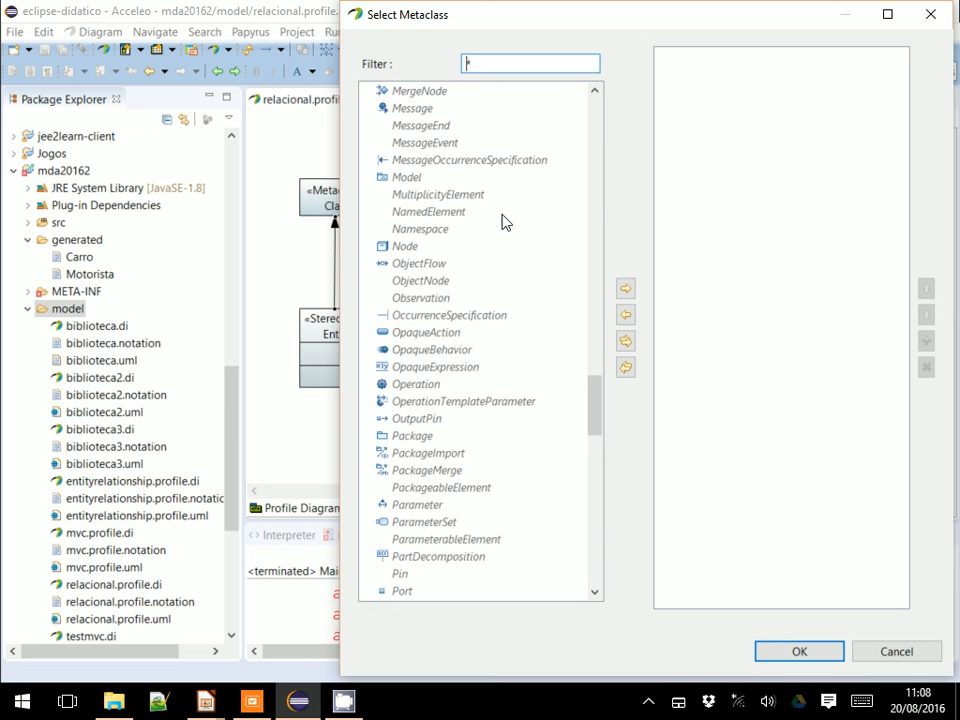 eclipse-didatico - Acceleo - mda20162/model/relacional.profile.
Select Metaclass
File Edit Diagram Navigate Search Papyrus Project Ru
Filter :
*
Package Explorer
relacional.profi
jee2learn-client
Jogos
mda20162
JRE System Library [JavaSE-1.8]
Plug-in Dependencies
src
generated
Carro
Motorista
META-INF
model
biblioteca.di
biblioteca.notation
biblioteca.uml
biblioteca2.di
biblioteca2.notation
biblioteca2.uml
biblioteca3.di
biblioteca3.notation
biblioteca3.uml
entityrelationship.profile.di
entityrelationship.profile.notatic
entityrelationship.profile.uml
mvc.profile.di
mvc.profile.notation
mvc.profile.uml
relacional.profile.di
relacional.profile.notation
relacional.profile.uml
testmvc.di
«Meta
Cla
«Stereo
Ent
Profile Diagram
Interpreter
<terminated> Mai
a
a
a
MergeNode
Message
MessageEnd
MessageEvent
MessageOccurrenceSpecification
Model
MultiplicityElement
NamedElement
Namespace
Node
ObjectFlow
ObjectNode
Observation
OccurrenceSpecification
OpaqueAction
OpaqueBehavior
OpaqueExpression
Operation
OperationTemplateParameter
OutputPin
Package
PackageImport
PackageMerge
PackageableElement
Parameter
ParameterSet
ParameterableElement
PartDecomposition
Pin
Port
OK
Cancel
11:08
20/08/2016